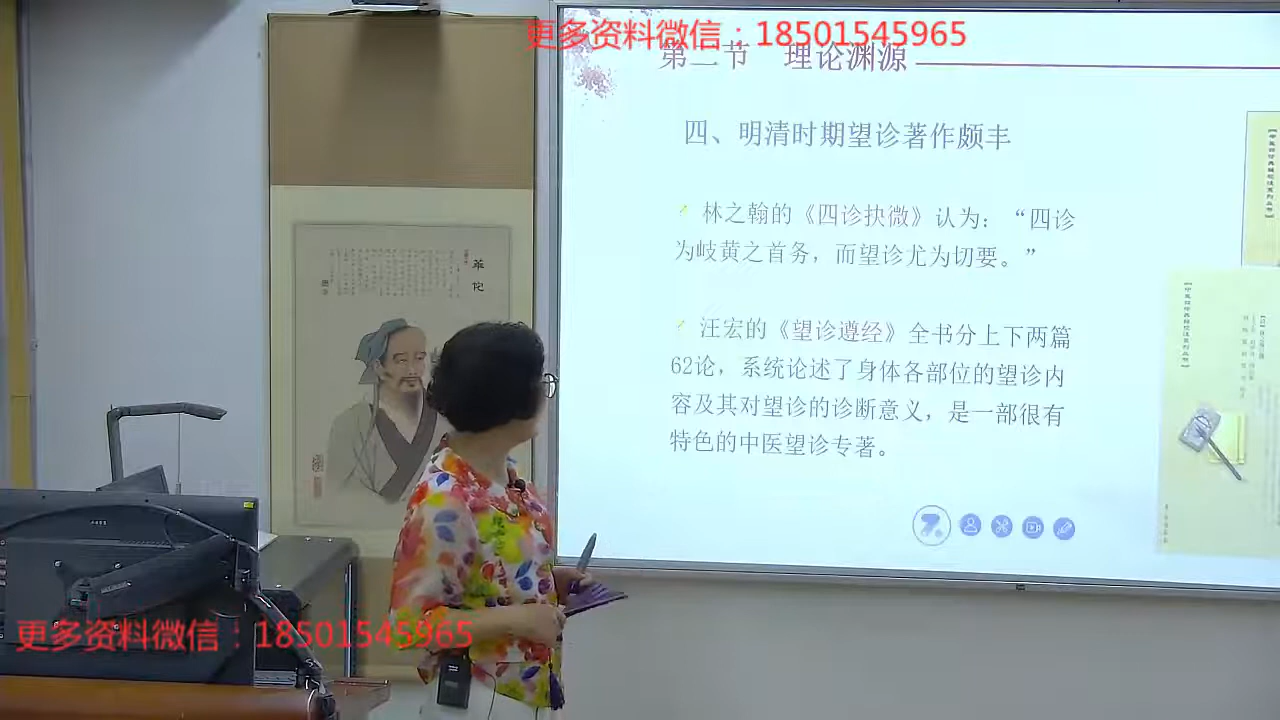 更多资料微信：18501545965
第二节 理论渊源
四、明清时期望诊著作颇丰
林之翰的《四诊抉微》认为：“四诊
为岐黄之首务，而望诊尤为切要。”
汪宏的《望诊遵经》全书分上下两篇
62论，系统论述了身体各部位的望诊内
容及其对望诊的诊断意义，是一部很有
特色的中医望诊专著。
华佗
更多资料微信：18501545965